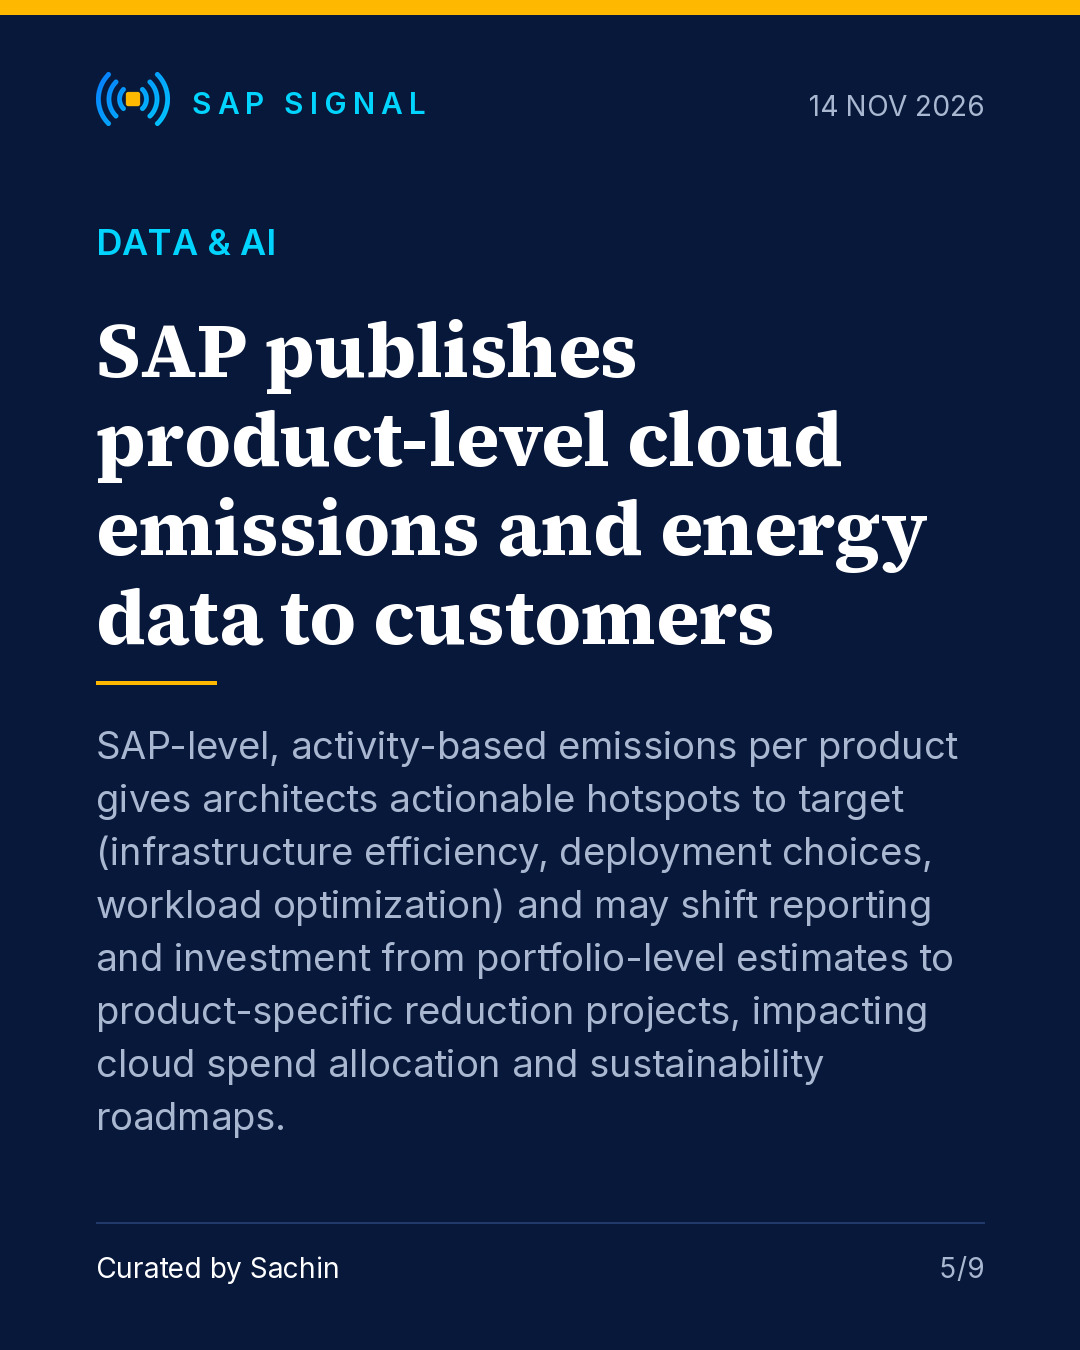 SAP SIGNAL
14 NOV 2026
DATA & AI
SAP publishes
product-level cloud
emissions and energy
data to customers
SAP-level, activity-based emissions per product
gives architects actionable hotspots to target
(infrastructure efficiency, deployment choices,
workload optimization) and may shift reporting
and investment from portfolio-level estimates to
product-specific reduction projects, impacting
cloud spend allocation and sustainability
roadmaps.
Curated by Sachin
5/9